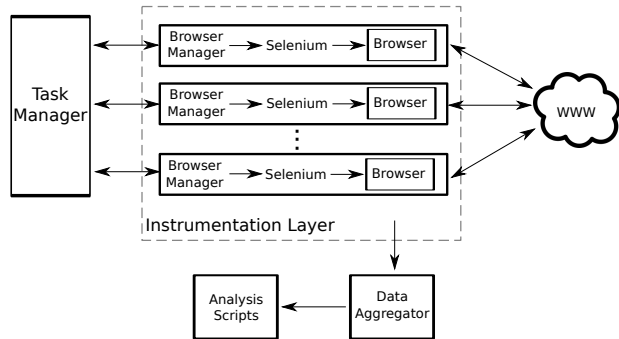 Task
Manager
Browser
Manager
Selenium
Browser
Browser
Manager
Selenium
Browser
Browser
Manager
Selenium
Browser
Instrumentation Layer
WWW
Analysis
Scripts
Data
Aggregator